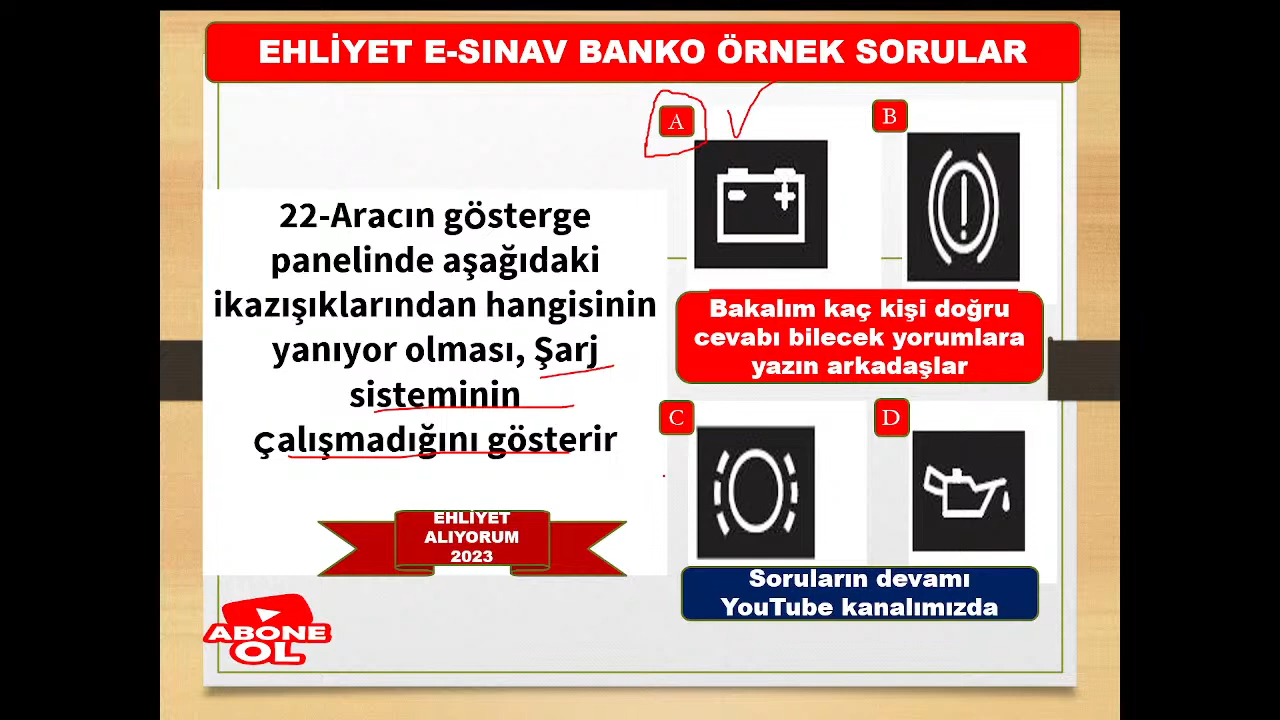 EHLİYET E-SINAV BANKO ÖRNEK SORULAR
22-Aracın gösterge
panelinde aşağıdaki
ikazışıklarından hangisinin
yanıyor olması, Şarj
sisteminin
çalışmadığını gösterir
A
B
Bakalım kaç kişi doğru
cevabı bilecek yorumlara
yazın arkadaşlar
C
D
EHLİYET
ALIYORUM
2023
Soruların devamı
YouTube kanalımızda
ABONE
OL